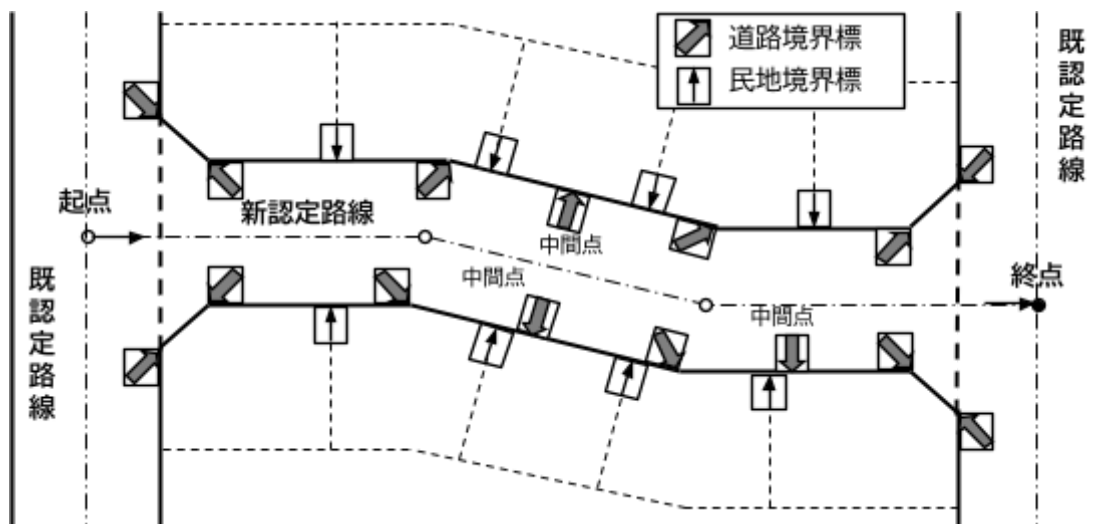 道路境界標
民地境界標
既認定路線
起点
新認定路線
中間点
中間点
終点
中間点
既認定路線